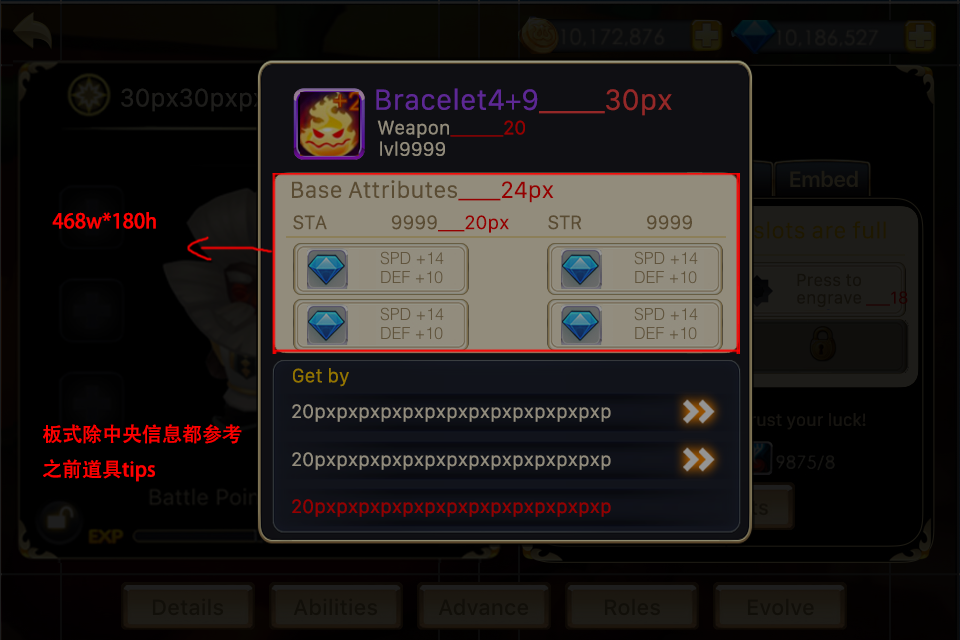 10,172,876
10,186,527
30px30pxpx
+2
Bracelet4+9_____30px
Weapon______20
lvl9999
Embed
Base Attributes____24px
STA 9999___20px STR 9999
slots are full
468w*180h
SPD +14
DEF +10
SPD +14
DEF +10
Press to
engrave ___18
SPD +14
DEF +10
SPD +14
DEF +10
Get by
20pxpxpxpxpxpxpxpxpxpxpxpxpxp
rust your luck!
板式除中央信息都参考
之前道具tips
20pxpxpxpxpxpxpxpxpxpxpxpxpxp
9875/8
Battle Poin
20pxpxpxpxpxpxpxpxpxpxpxpxpxp
ts
EXP
Details
Abilities
Advance
Roles
Evolve